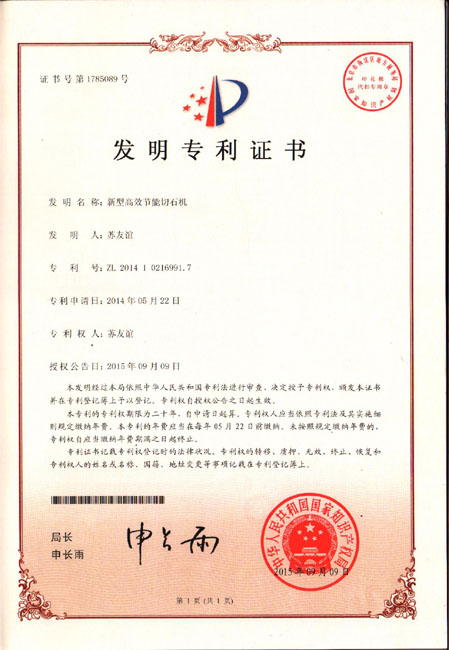 证书号第1785089号
印花税
代扣专用章
国家知识产权局
发明专利证书
发明名称：新型高效节能切石机
发明人：苏友谊
专利号：ZL 2014 1 0216991.7
专利申请日：2014年05月22日
专利权人：苏友谊
授权公告日：2015年09月09日
本发明经过本局依照中华人民共和国专利法进行审查，决定授予专利权，颁发本证书
并在专利登记簿上予以登记。专利权自授权公告之日起生效。
本专利的专利权期限为二十年，自申请日起算。专利权人应当依照专利法及其实施细
则规定缴纳年费。本专利的年费应当在每年05月22日前缴纳。未按照规定缴纳年费的，
专利权自应当缴纳年费期满之日起终止。
专利证书记载专利权登记时的法律状况。专利权的转移、质押、无效、终止、恢复和
专利权人的姓名或名称、国籍、地址变更等事项记载在专利登记簿上。
局长
申长雨
申长雨
中华人民共和国国家知识产权局
2015年09月09日
第1页(共1页)